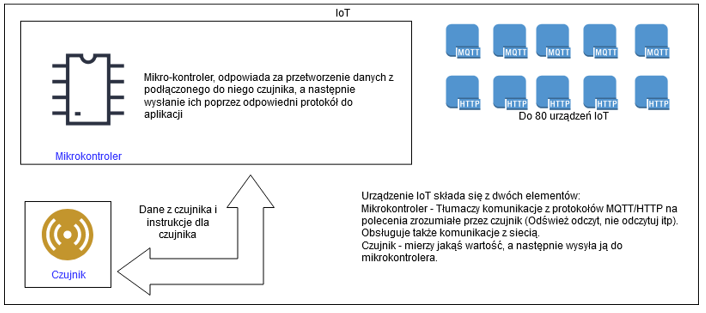 IoT
Mikro-kontroler, odpowiada za przetworzenie danych z
podłączonego do niego czujnika, a następnie
wysłanie ich poprzez odpowiedni protokół do
aplikacji
Mikrokontroler
MQTT MQTT MQTT MQTT MQTT
HTTP HTTP HTTP HTTP HTTP
Do 80 urządzeń IoT
Dane z czujnika i
instrukcje dla
czujnika
Czujnik
Urządzenie IoT składa się z dwóch elementów:
Mikrokontroler - Tłumaczy komunikacje z protokołów MQTT/HTTP na
polecenia zrozumiałe przez czujnik (Odśwież odczyt, nie odczytuj itp).
Obsługuje także komunikacje z siecią.
Czujnik - mierzy jakąś wartość, a następnie wysyła ją do
mikrokontrolera.